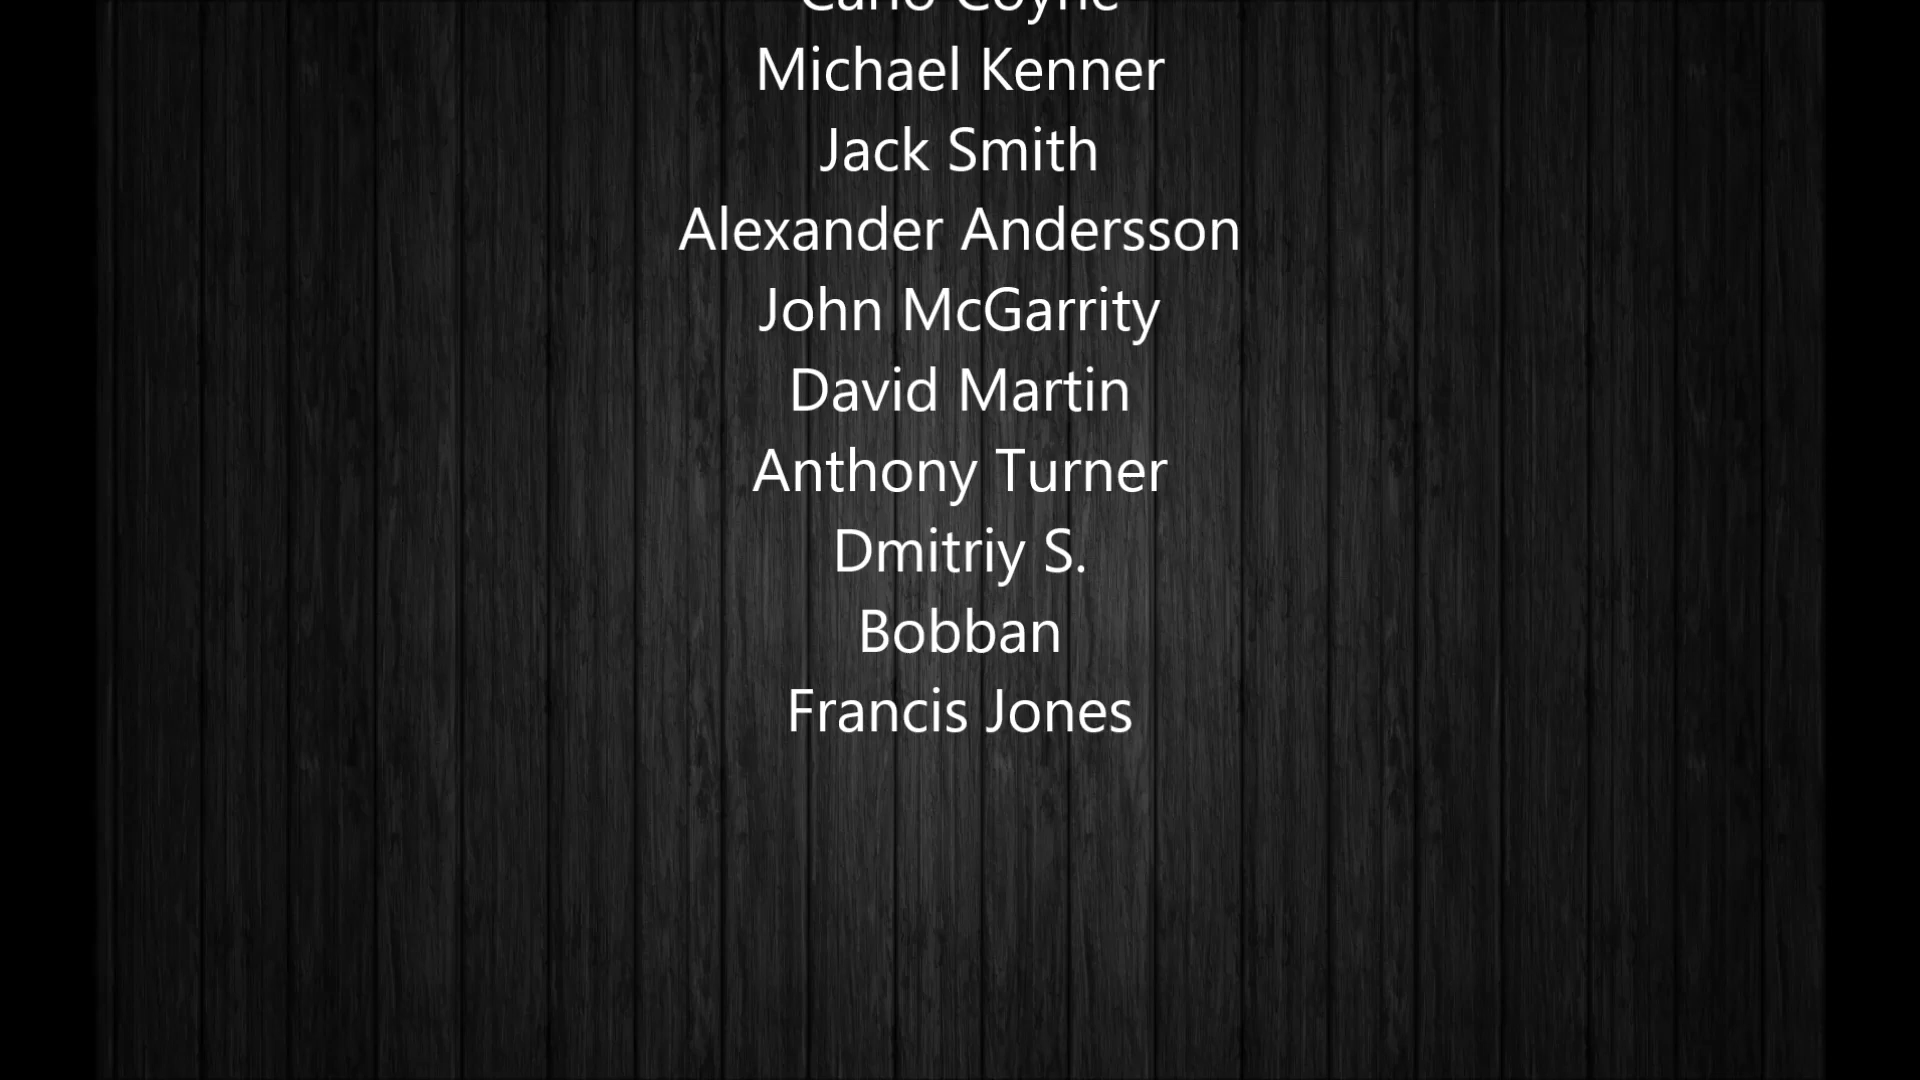 Michael Kenner
Jack Smith
Alexander Andersson
John McGarrity
David Martin
Anthony Turner
Dmitriy S.
Bobban
Francis Jones